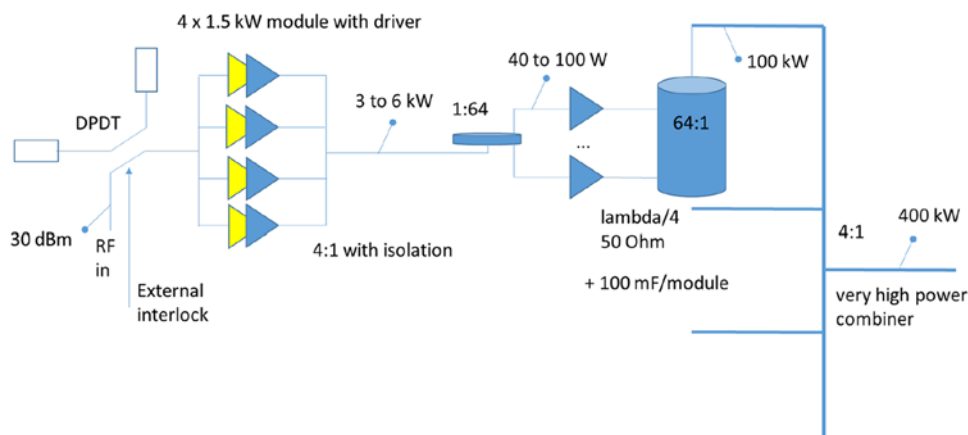 4 x 1.5 kW module with driver
DPDT
30 dBm
RF
in
External
interlock
4:1 with isolation
3 to 6 kW
1:64
40 to 100 W
...
64:1
100 kW
lambda/4
50 Ohm
+ 100 mF/module
4:1
400 kW
very high power
combiner